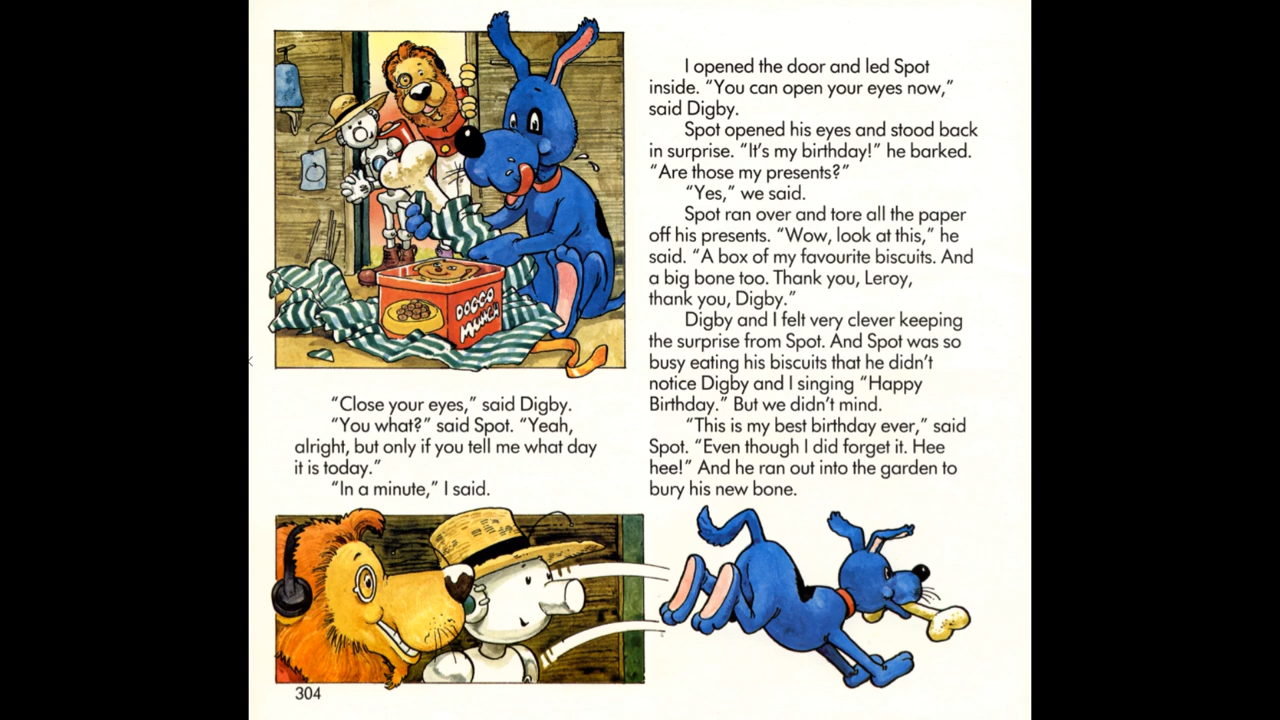 DOGGO
MUNCH
"Close your eyes," said Digby.
"You what?" said Spot. "Yeah,
alright, but only if you tell me what day
it is today."
"In a minute," I said.
I opened the door and led Spot
inside. "You can open your eyes now,"
said Digby.
Spot opened his eyes and stood back
in surprise. "It's my birthday!" he barked.
"Are those my presents?"
"Yes," we said.
Spot ran over and tore all the paper
off his presents. "Wow, look at this," he
said. "A box of my favourite biscuits. And
a big bone too. Thank you, Leroy,
thank you, Digby."
Digby and I felt very clever keeping
the surprise from Spot. And Spot was so
busy eating his biscuits that he didn't
notice Digby and I singing "Happy
Birthday." But we didn't mind.
"This is my best birthday ever," said
Spot. "Even though I did forget it. Hee
hee!" And he ran out into the garden to
bury his new bone.
304